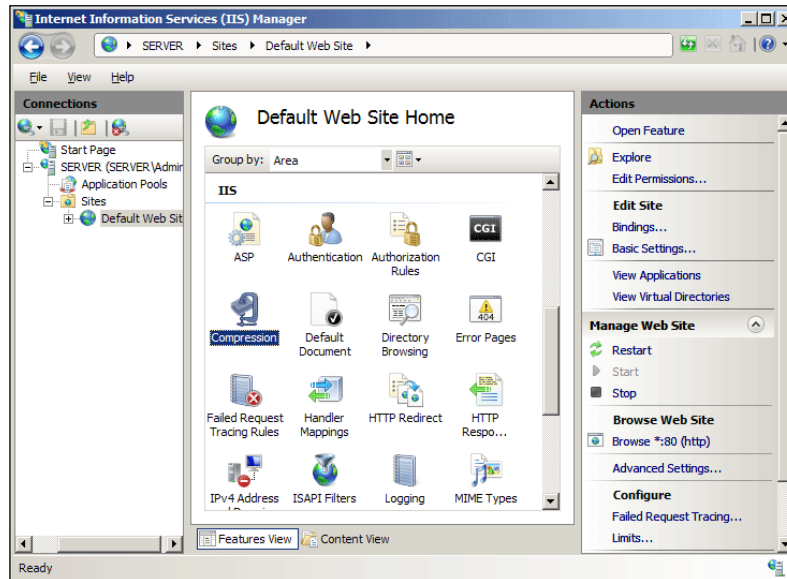 Internet Information Services (IIS) Manager
SERVER Sites Default Web Site
File View Help
Connections
Start Page
SERVER (SERVER\Admir
Application Pools
Sites
Default Web Sit
Default Web Site Home
Group by: Area
IIS
ASP Authentication Authorization Rules CGI
Compression Default Document Directory Browsing Error Pages
404
Failed Request Tracing Rules Handler Mappings HTTP Redirect HTTP Respo...
IPv4 Address ISAPI Filters Logging MIME Types
Features View Content View
Actions
Open Feature
Explore
Edit Permissions...
Edit Site
Bindings...
Basic Settings...
View Applications
View Virtual Directories
Manage Web Site
Restart
Start
Stop
Browse Web Site
Browse *:80 (http)
Advanced Settings...
Configure
Failed Request Tracing...
Limits...
Ready